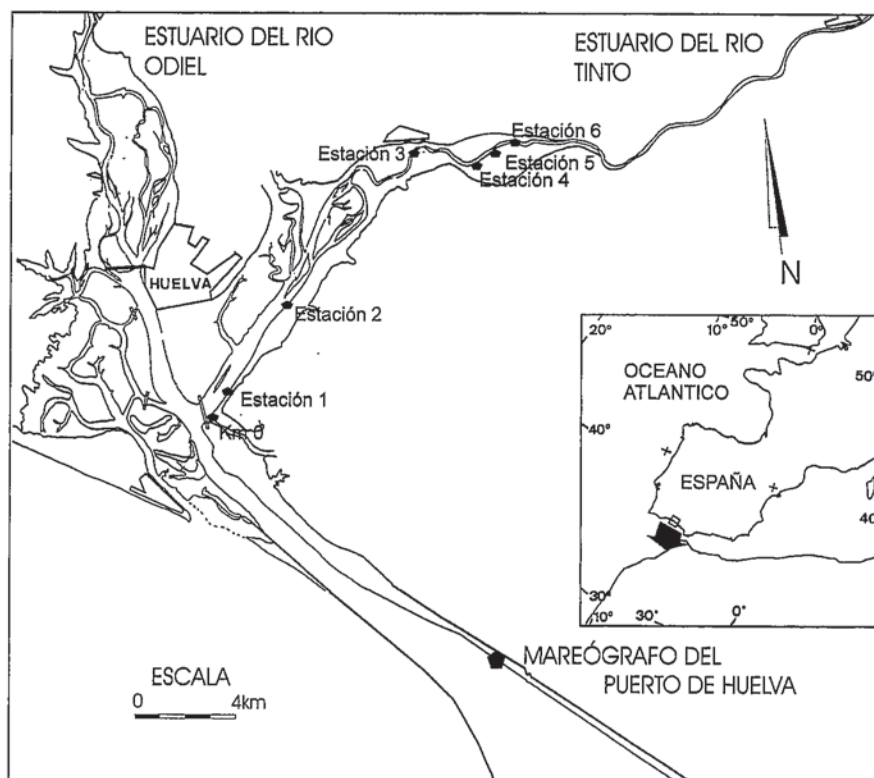 ESTUARIO DEL RIO
ODIEL
ESTUARIO DEL RIO
TINTO
Estación 6
Estación 3
Estación 5
Estación 4
N
HUELVA
Estación 2
Estación 1
Km 0
20°
10°
50°
0°
OCEANO
ATLANTICO
50°
40°
ESPAÑA
40
30°
10°
30°
0°
MAREÓGRAFO DEL
PUERTO DE HUELVA
ESCALA
0 4km